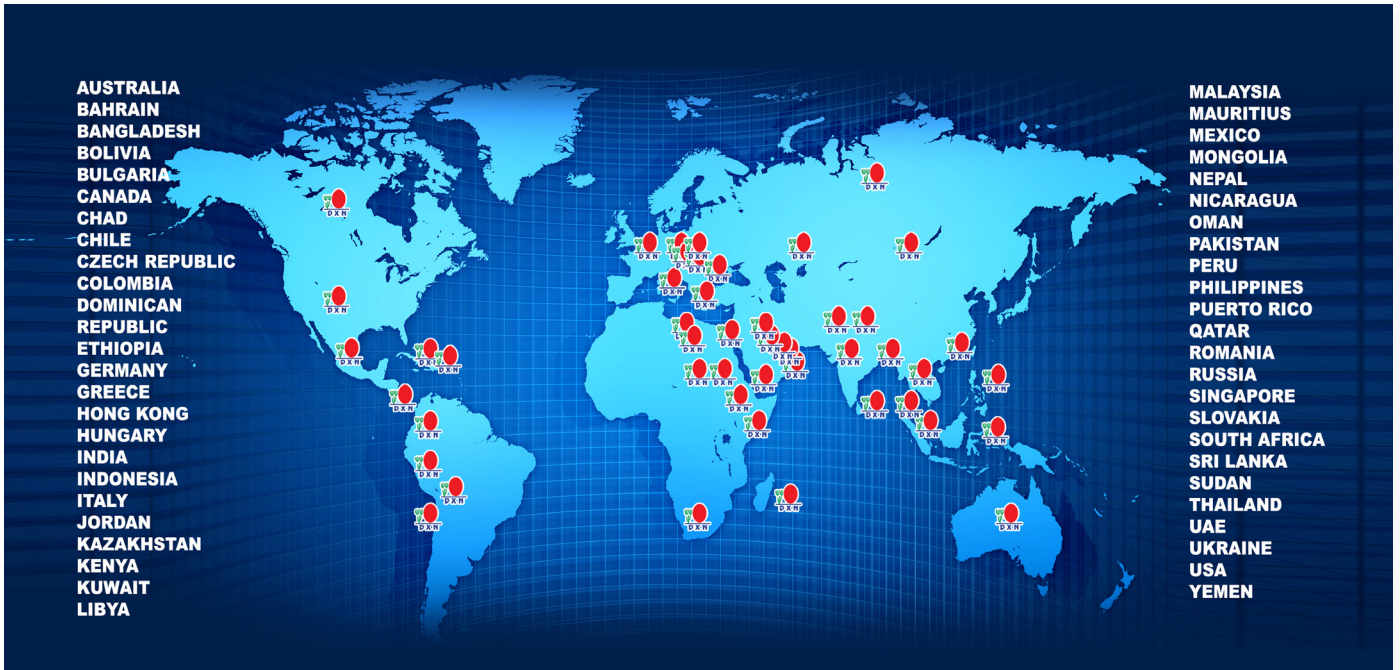 AUSTRALIA
BAHRAIN
BANGLADESH
BOLIVIA
BULGARIA
CANADA
CHAD
CHILE
CZECH REPUBLIC
COLOMBIA
DOMINICAN
REPUBLIC
ETHIOPIA
GERMANY
GREECE
HONG KONG
HUNGARY
INDIA
INDONESIA
ITALY
JORDAN
KAZAKHSTAN
KENYA
KUWAIT
LIBYA
MALAYSIA
MAURITIUS
MEXICO
MONGOLIA
NEPAL
NICARAGUA
OMAN
PAKISTAN
PERU
PHILIPPINES
PUERTO RICO
QATAR
ROMANIA
RUSSIA
SINGAPORE
SLOVAKIA
SOUTH AFRICA
SRI LANKA
SUDAN
THAILAND
UAE
UKRAINE
USA
YEMEN
DXN